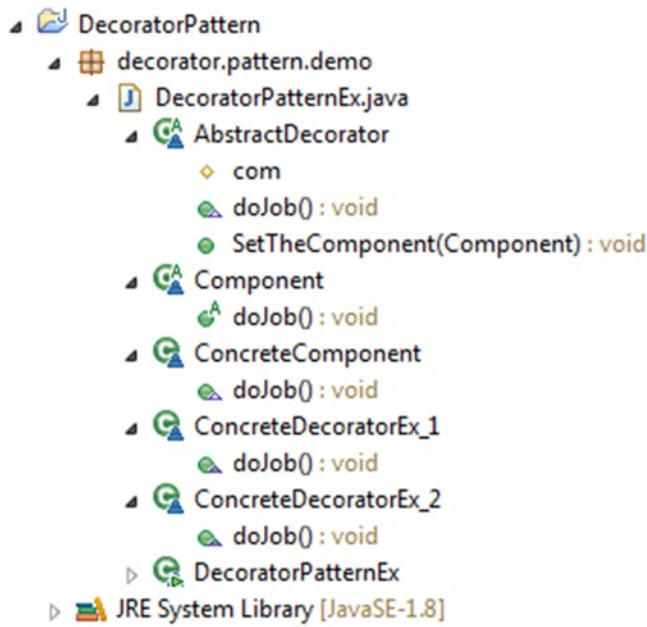 DecoratorPattern
decorator.pattern.demo
DecoratorPatternEx.java
AbstractDecorator
com
doJob() : void
SetTheComponent(Component) : void
Component
doJob() : void
ConcreteComponent
doJob() : void
ConcreteDecoratorEx_1
doJob() : void
ConcreteDecoratorEx_2
doJob() : void
DecoratorPatternEx
JRE System Library [JavaSE-1.8]